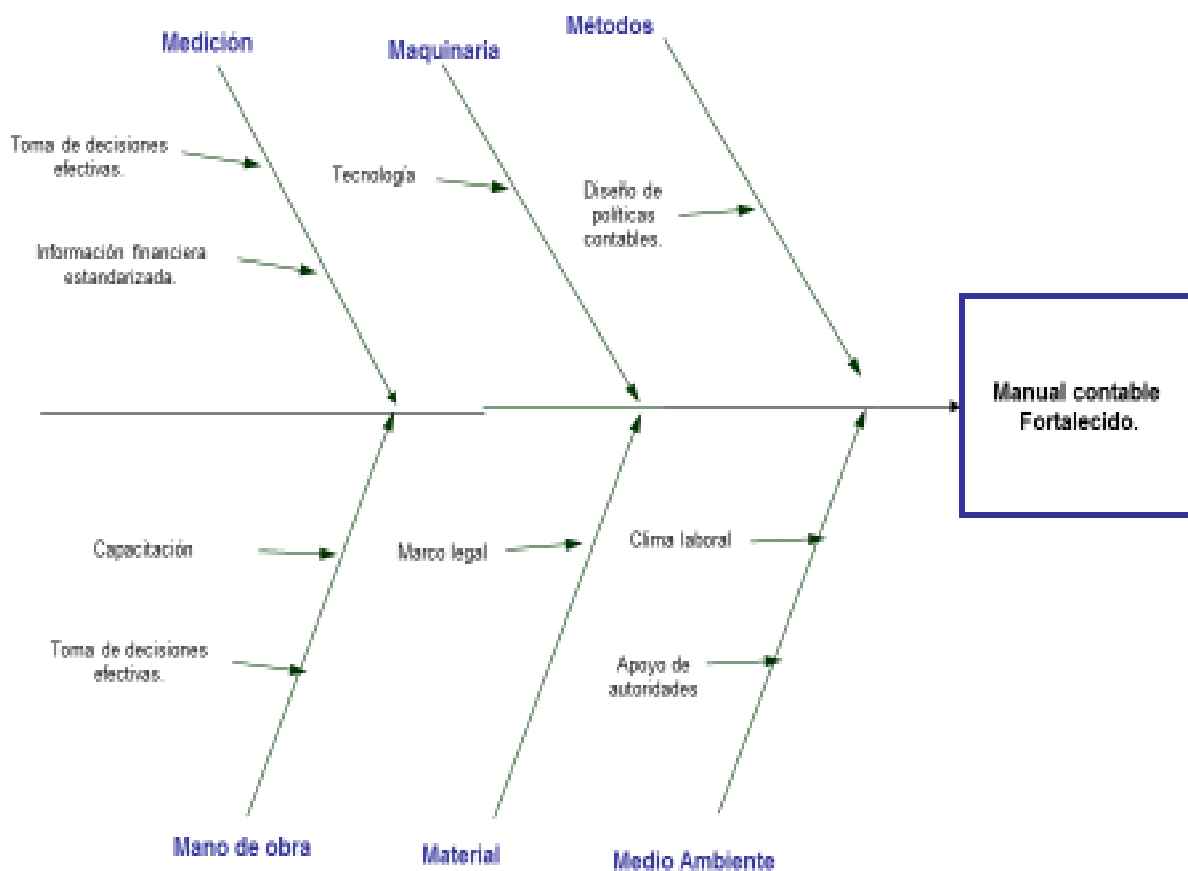 Medición
Maquinaria
Métodos
Toma de decisiones
efectivas.
Tecnología
Diseño de
políticas
contables.
Información financiera
estandarizada.
Manual contable
Fortalecido.
Capacitación
Marco legal
Clima laboral
Toma de decisiones
efectivas.
Apoyo de
autoridades
Mano de obra
Material
Medio Ambiente